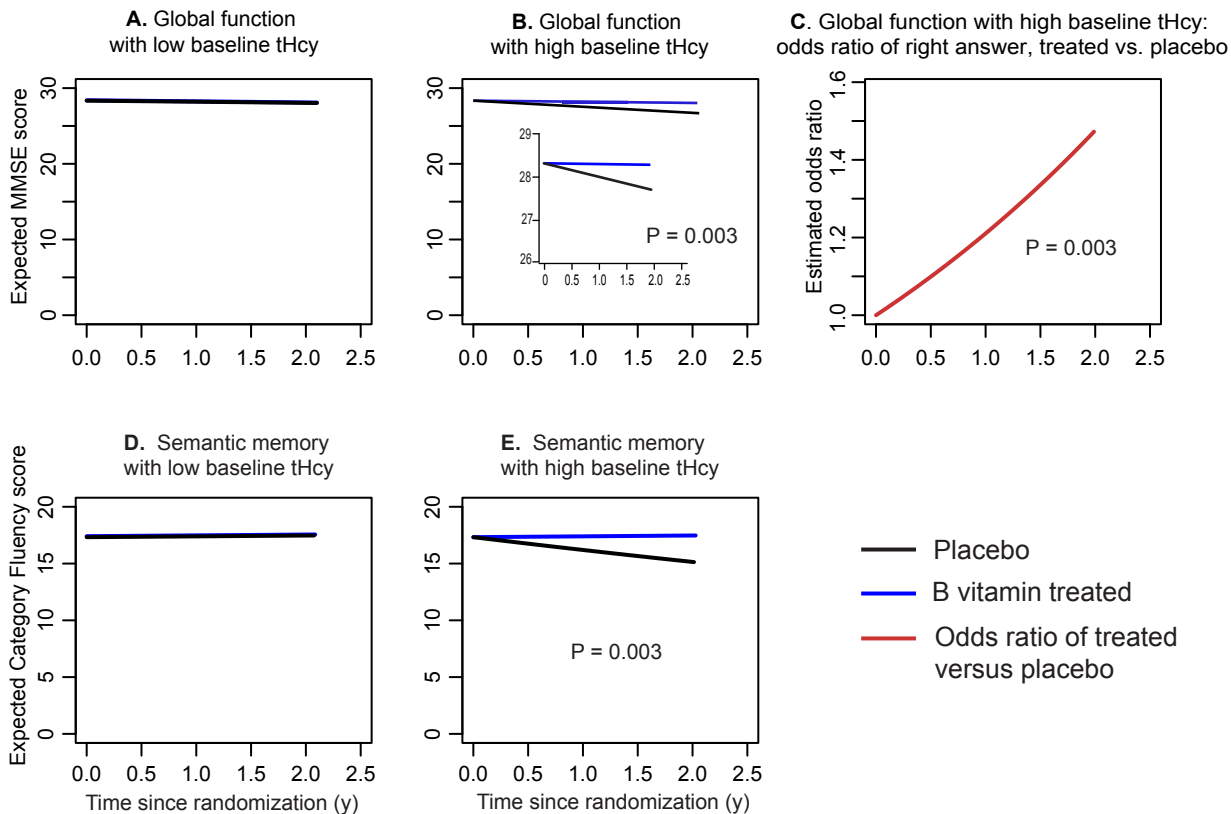 A. Global function
with low baseline tHcy
B. Global function
with high baseline tHcy
C. Global function with high baseline tHcy:
odds ratio of right answer, treated vs. placebo
Expected MMSE score
30
20
10
0
0.0 0.5 1.0 1.5 2.0 2.5
30
20
10
0
29
28
27
26
0 0.5 1.0 1.5 2.0 2.5
P = 0.003
0.0 0.5 1.0 1.5 2.0 2.5
Estimated odds ratio
1.6
1.4
1.2
1.0
P = 0.003
0.0 0.5 1.0 1.5 2.0 2.5
D. Semantic memory
with low baseline tHcy
E. Semantic memory
with high baseline tHcy
Expected Category Fluency score
20
15
10
5
0
0.0 0.5 1.0 1.5 2.0 2.5
Time since randomization (y)
20
15
10
5
0
P = 0.003
0.0 0.5 1.0 1.5 2.0 2.5
Time since randomization (y)
Placebo
B vitamin treated
Odds ratio of treated
versus placebo